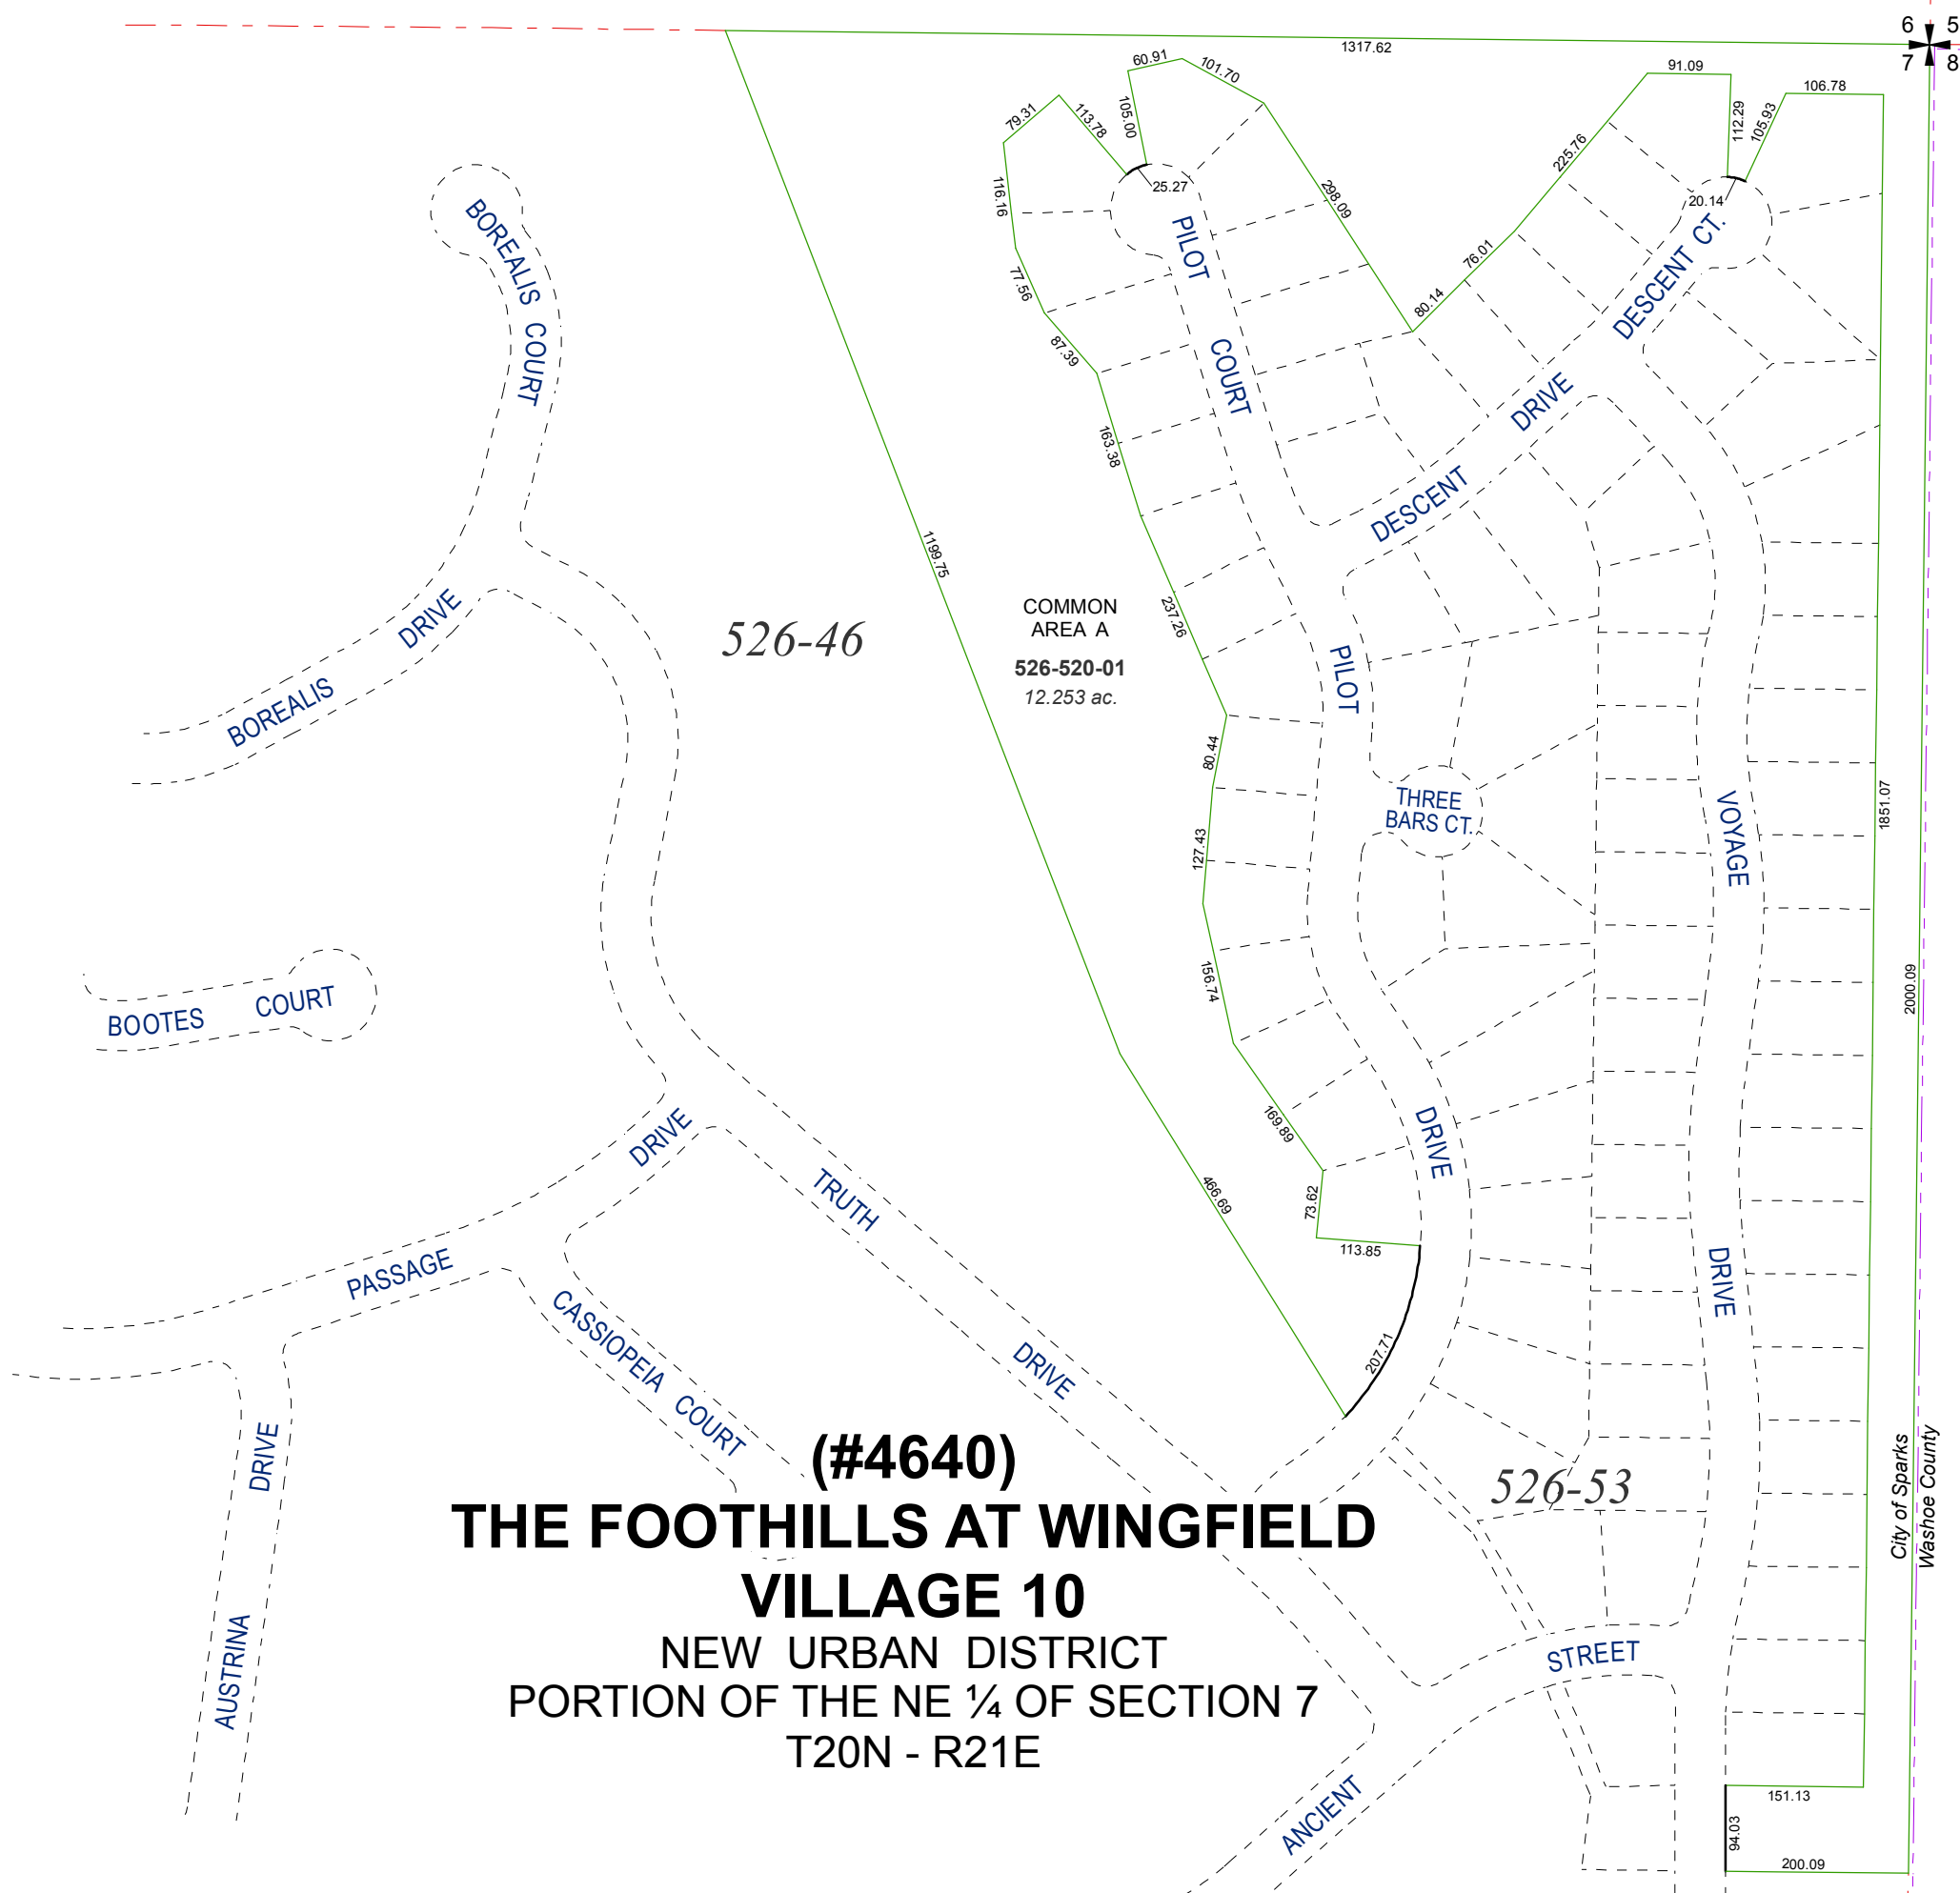 6 5
7 8
1317.62
60.91
101.70
91.09
106.78
79.31
113.78
105.00
112.29
105.93
225.76
116.16
25.27
298.09
20.14
77.56
76.01
80.14
87.39
163.38
1199.75
237.26
80.44
127.43
156.74
169.89
73.62
113.85
466.69
207.71
1851.07
2000.09
151.13
94.03
200.09
BOREALIS COURT
PILOT COURT
DESCENT CT.
DESCENT DRIVE
BOREALIS DRIVE
526-46
COMMON
AREA A
526-520-01
12.253 ac.
PILOT DRIVE
THREE
BARS CT.
VOYAGE DRIVE
BOOTES COURT
PASSAGE DRIVE
TRUTH DRIVE
CASSIOPEIA COURT
AUSTRINA DRIVE
526-53
City of Sparks
Washoe County
ANCIENT STREET
(#4640)
THE FOOTHILLS AT WINGFIELD
VILLAGE 10
NEW URBAN DISTRICT
PORTION OF THE NE ¼ OF SECTION 7
T20N - R21E